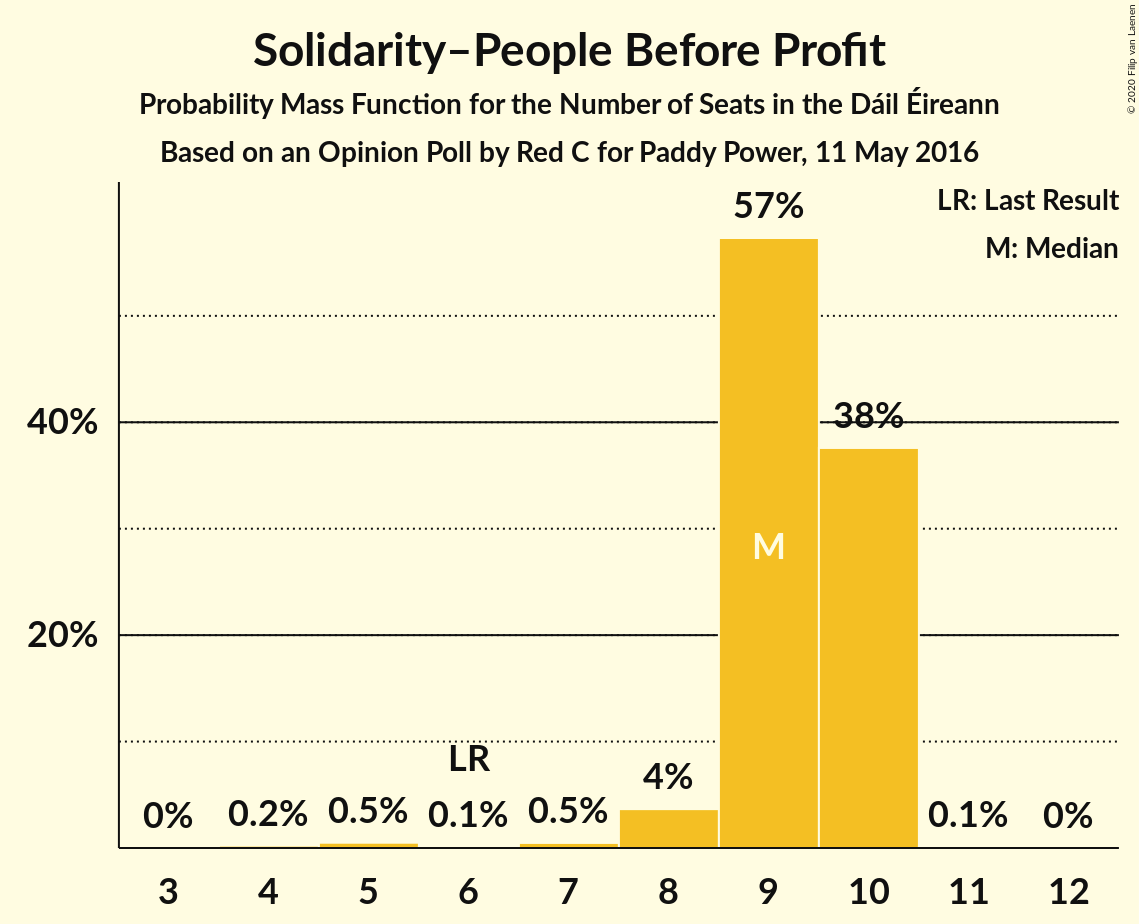 Solidarity–People Before Profit
Probability Mass Function for the Number of Seats in the Dáil Éireann
Based on an Opinion Poll by Red C for Paddy Power, 11 May 2016
© 2020 Filip van Laenen
LR: Last Result
M: Median
57%
40%
38%
M
20%
LR
4%
0%
0.2%
0.5%
0.1%
0.5%
0.1%
0%
3 4 5 6 7 8 9 10 11 12